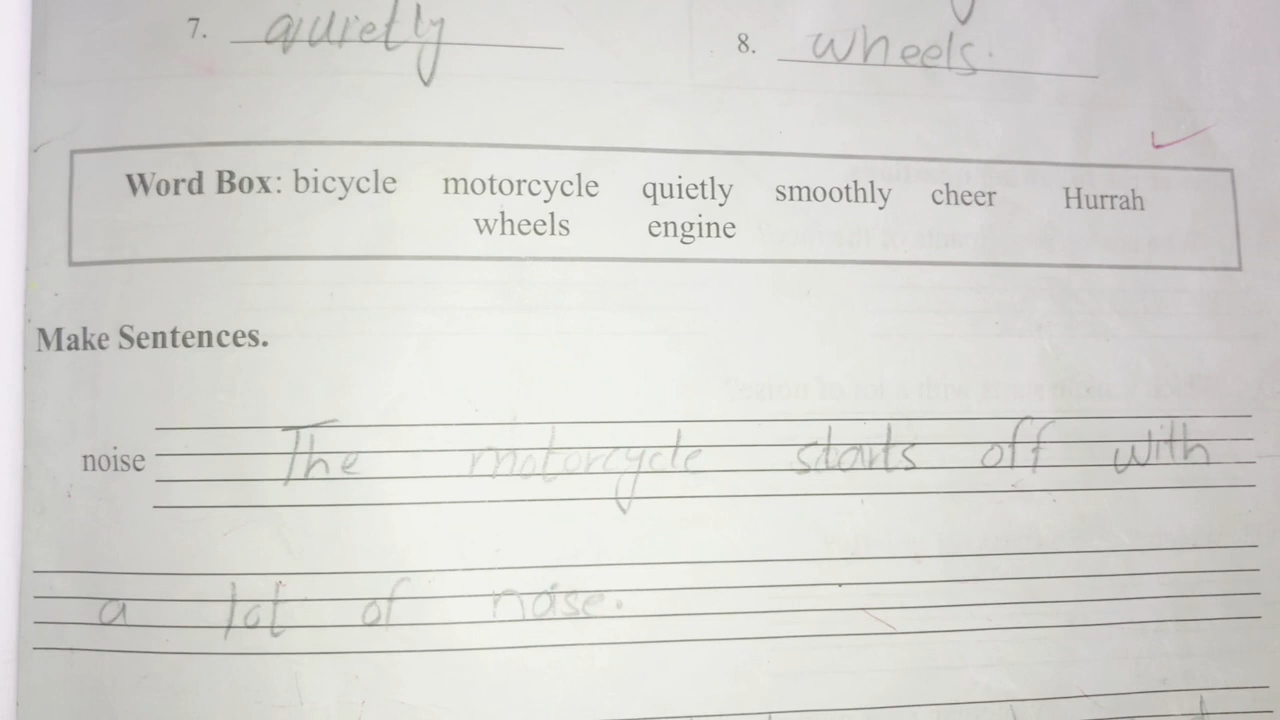 7. quietly 8. wheels.
Word Box: bicycle motorcycle quietly smoothly cheer Hurrah
wheels engine
Make Sentences.
noise The motorcycle starts off with
a lot of noise.